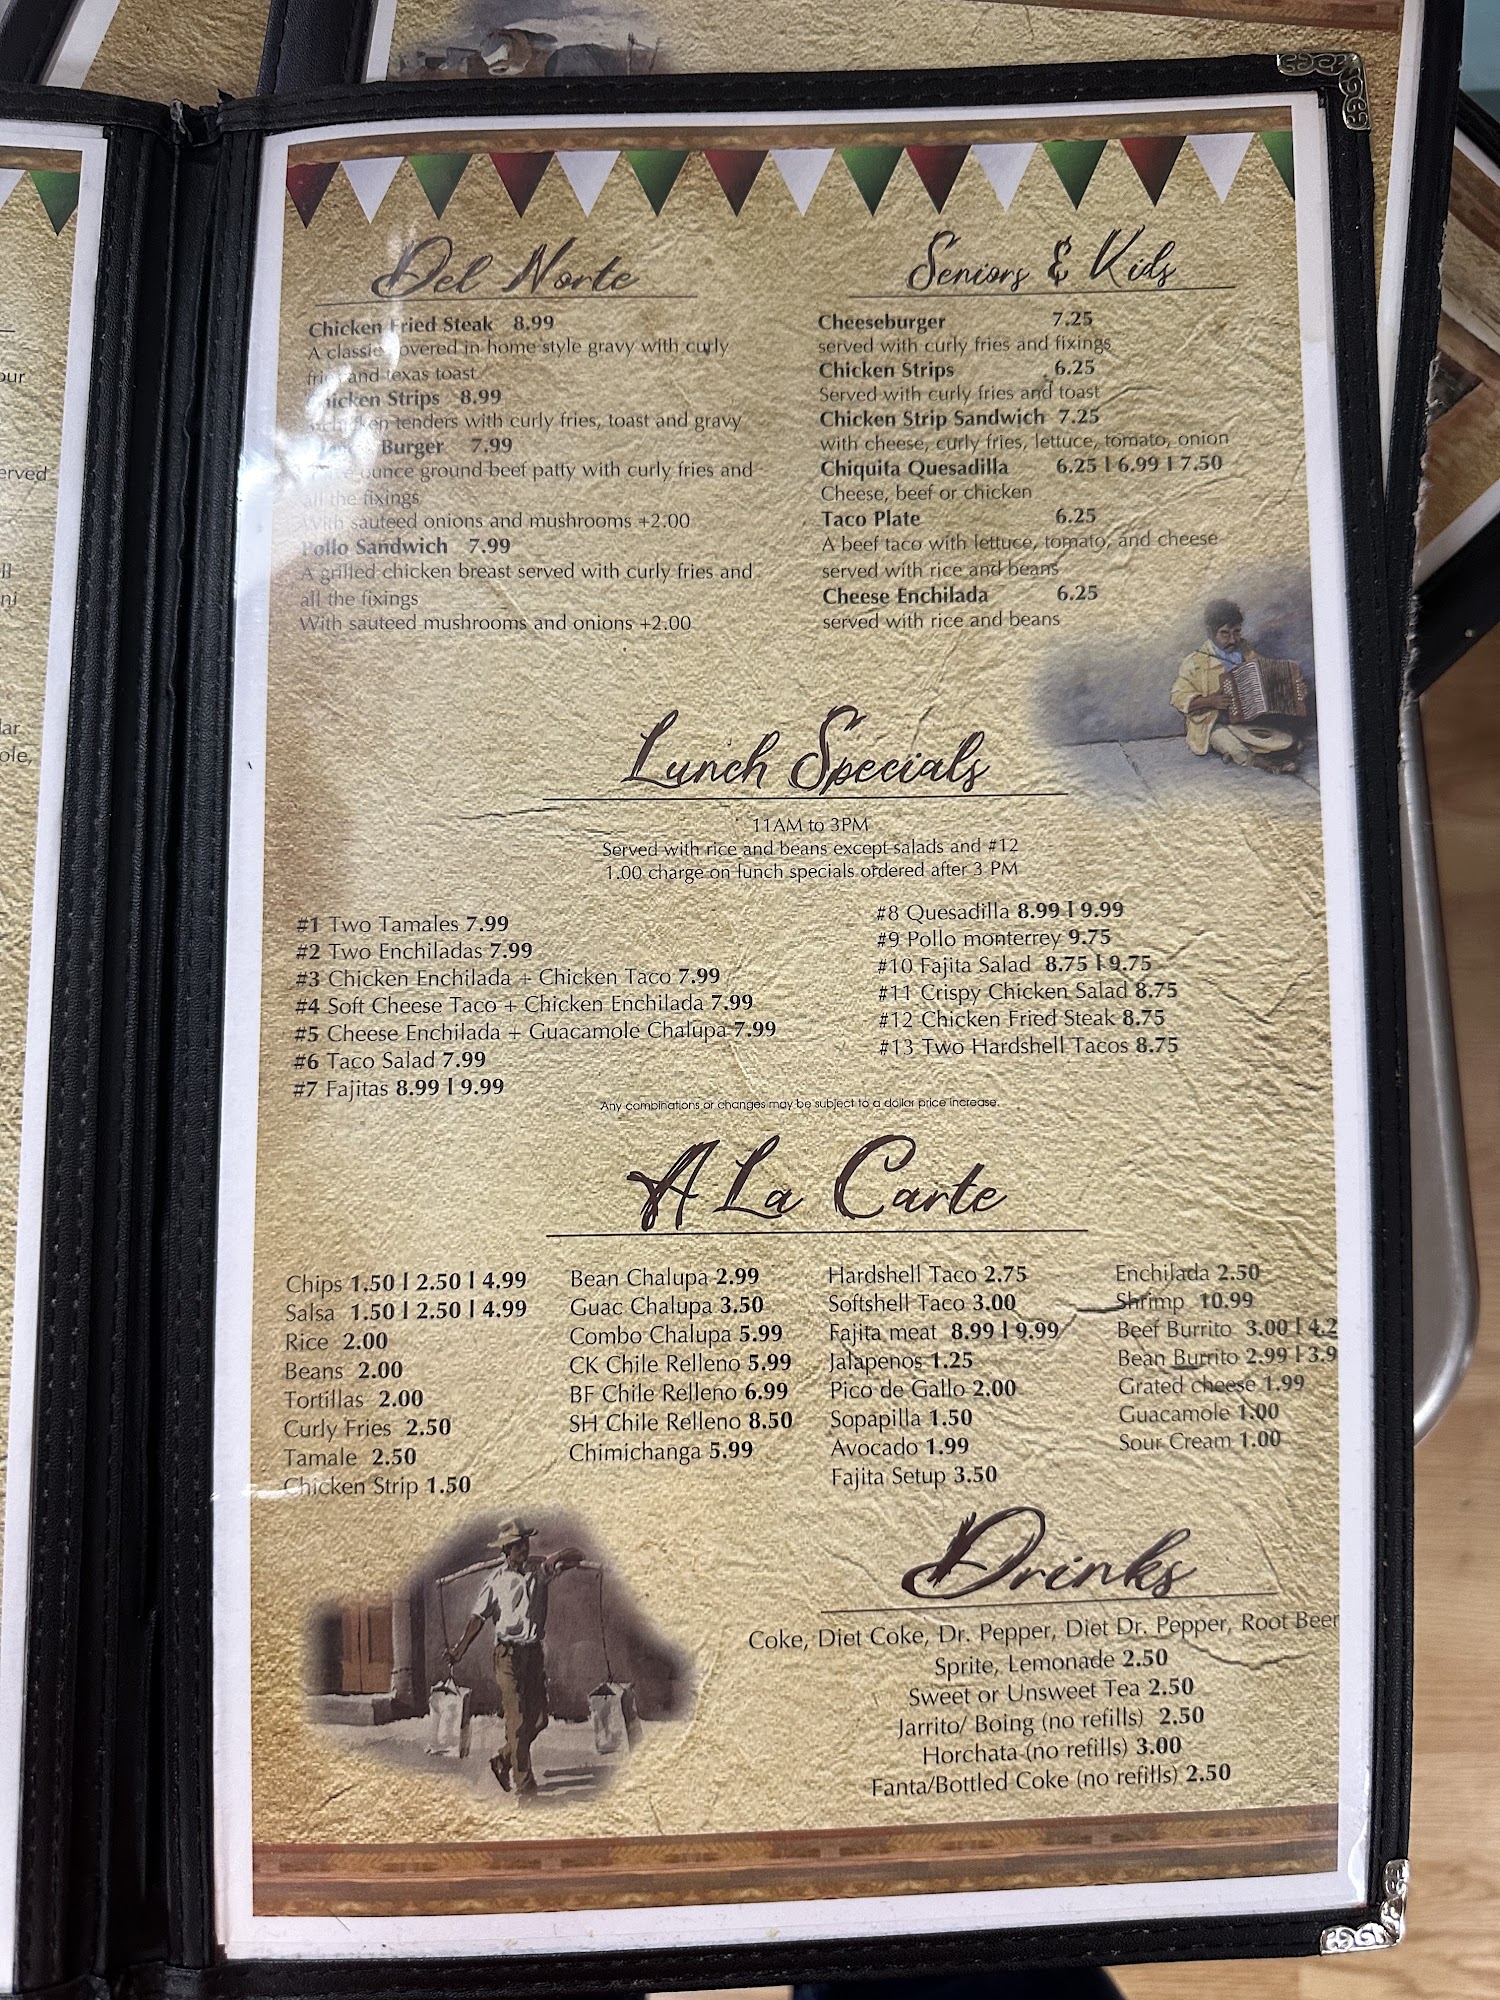 our
erved
ll
ni
lar
ole,
Del Norte
Chicken Fried Steak 8.99
A classic covered in home style gravy with curly
fries and texas toast
Chicken Strips 8.99
tenders with curly fries, toast and gravy
Burger 7.99
ounce ground beef patty with curly fries and
all the fixings
With sauteed onions and mushrooms +2.00
Pollo Sandwich 7.99
A grilled chicken breast served with curly fries and
all the fixings
With sauteed mushrooms and onions +2.00
Seniors & Kids
Cheeseburger 7.25
served with curly fries and fixings
Chicken Strips 6.25
Served with curly fries and toast
Chicken Strip Sandwich 7.25
with cheese, curly fries, lettuce, tomato, onion
Chiquita Quesadilla 6.25 | 6.99 | 7.50
Cheese, beef or chicken
Taco Plate 6.25
A beef taco with lettuce, tomato, and cheese
served with rice and beans
Cheese Enchilada 6.25
served with rice and beans
Lunch Specials
11AM to 3PM
Served with rice and beans except salads and #12
1.00 charge on lunch specials ordered after 3 PM
#1 Two Tamales 7.99
#2 Two Enchiladas 7.99
#3 Chicken Enchilada + Chicken Taco 7.99
#4 Soft Cheese Taco + Chicken Enchilada 7.99
#5 Cheese Enchilada + Guacamole Chalupa 7.99
#6 Taco Salad 7.99
#7 Fajitas 8.99 | 9.99
#8 Quesadilla 8.99 | 9.99
#9 Pollo monterrey 9.75
#10 Fajita Salad 8.75 | 9.75
#11 Crispy Chicken Salad 8.75
#12 Chicken Fried Steak 8.75
#13 Two Hardshell Tacos 8.75
Any combinations or changes may be subject to a dollar price increase.
A La Carte
Chips 1.50 | 2.50 | 4.99
Salsa 1.50 | 2.50 | 4.99
Rice 2.00
Beans 2.00
Tortillas 2.00
Curly Fries 2.50
Tamale 2.50
Chicken Strip 1.50
Bean Chalupa 2.99
Guac Chalupa 3.50
Combo Chalupa 5.99
CK Chile Relleno 5.99
BF Chile Relleno 6.99
SH Chile Relleno 8.50
Chimichanga 5.99
Hardshell Taco 2.75
Softshell Taco 3.00
Fajita meat 8.99 | 9.99
Jalapenos 1.25
Pico de Gallo 2.00
Sopapilla 1.50
Avocado 1.99
Fajita Setup 3.50
Enchilada 2.50
Shrimp 10.99
Beef Burrito 3.00 | 4.2
Bean Burrito 2.99 | 3.9
Grated cheese 1.99
Guacamole 1.00
Sour Cream 1.00
Drinks
Coke, Diet Coke, Dr. Pepper, Diet Dr. Pepper, Root Beer
Sprite, Lemonade 2.50
Sweet or Unsweet Tea 2.50
Jarrito/ Boing (no refills) 2.50
Horchata (no refills) 3.00
Fanta/Bottled Coke (no refills) 2.50